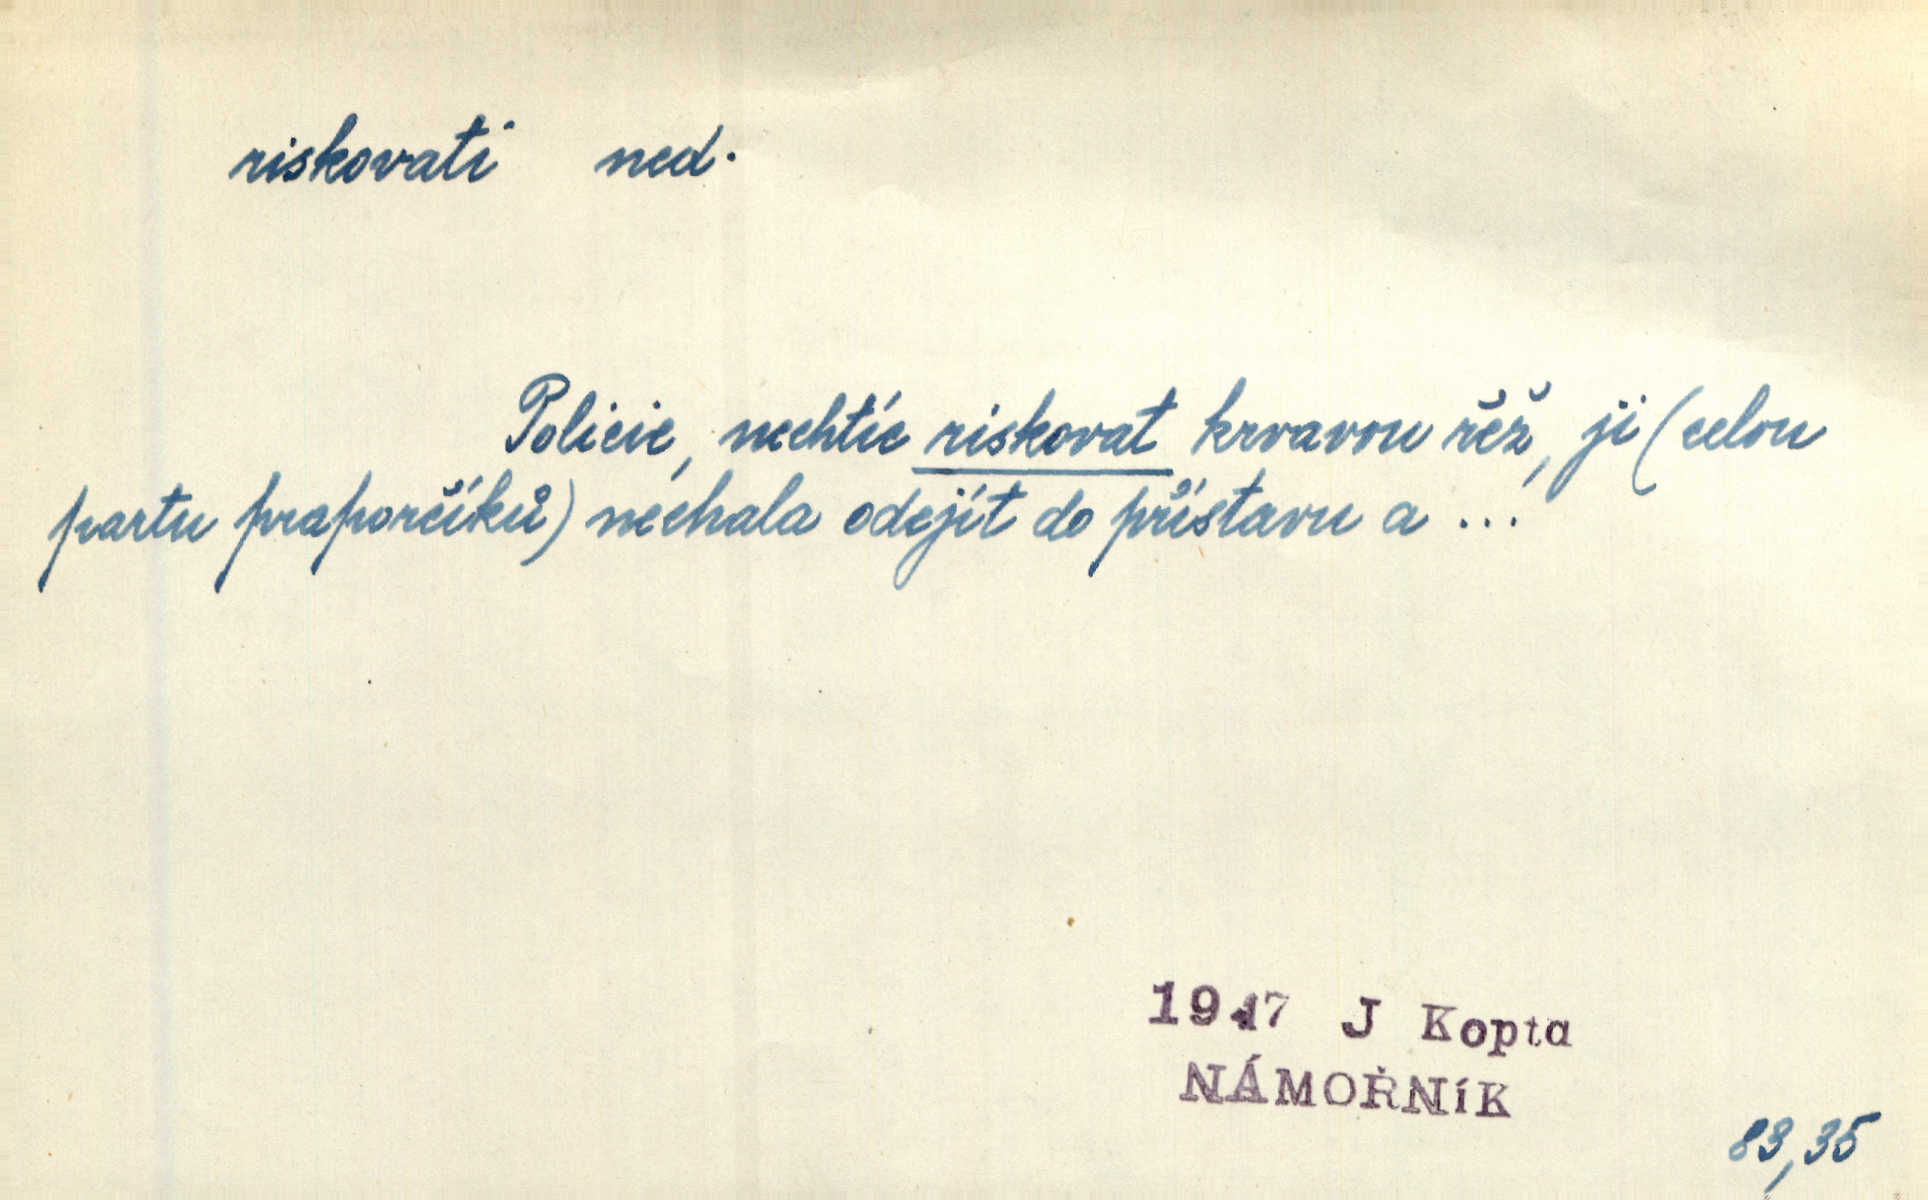 riskovati ned.
Policie, nechtíc riskovat krvavou řež, ji (celou
partu praporčíků) nechala odejít do přístavu a ...
1947 J Kopta
NÁMOŘNÍK
83,35